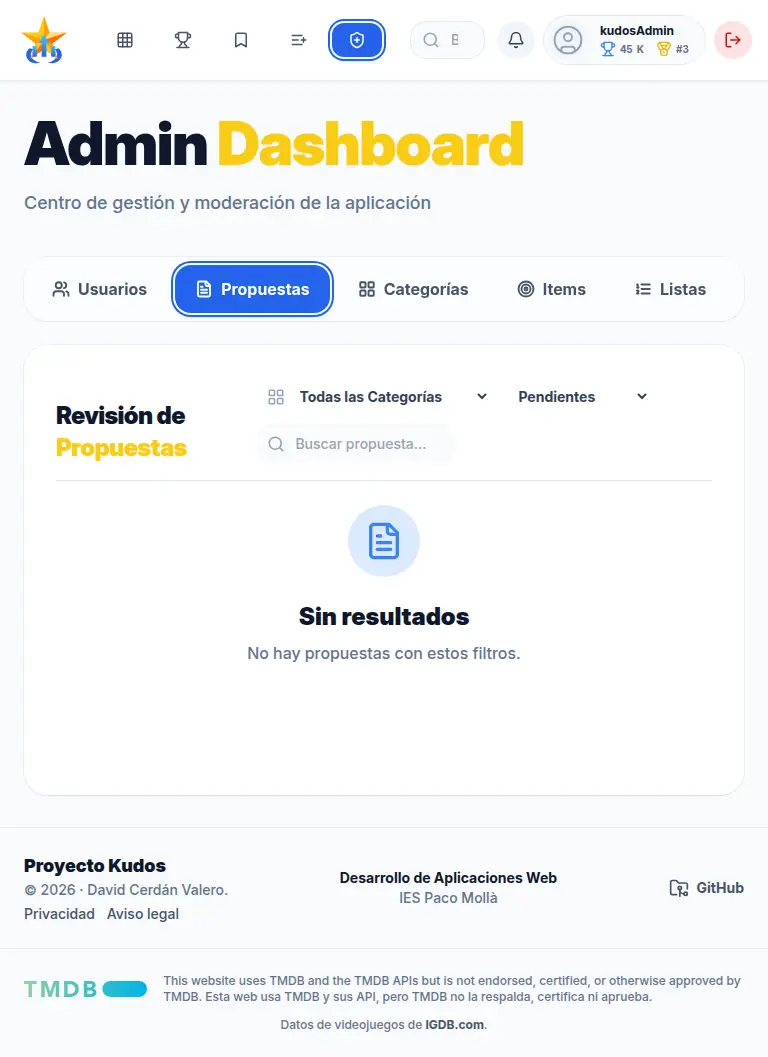 B
kudosAdmin
45 K #3
Admin Dashboard
Centro de gestión y moderación de la aplicación
Usuarios
Propuestas
Categorías
Items
Listas
Revisión de
Propuestas
Todas las Categorías
Pendientes
Buscar propuesta...
Sin resultados
No hay propuestas con estos filtros.
Proyecto Kudos
© 2026 · David Cerdán Valero.
Privacidad Aviso legal
Desarrollo de Aplicaciones Web
IES Paco Mollà
GitHub
TMDB
This website uses TMDB and the TMDB APIs but is not endorsed, certified, or otherwise approved by
TMDB. Esta web usa TMDB y sus API, pero TMDB no la respalda, certifica ni aprueba.
Datos de videojuegos de IGDB.com.